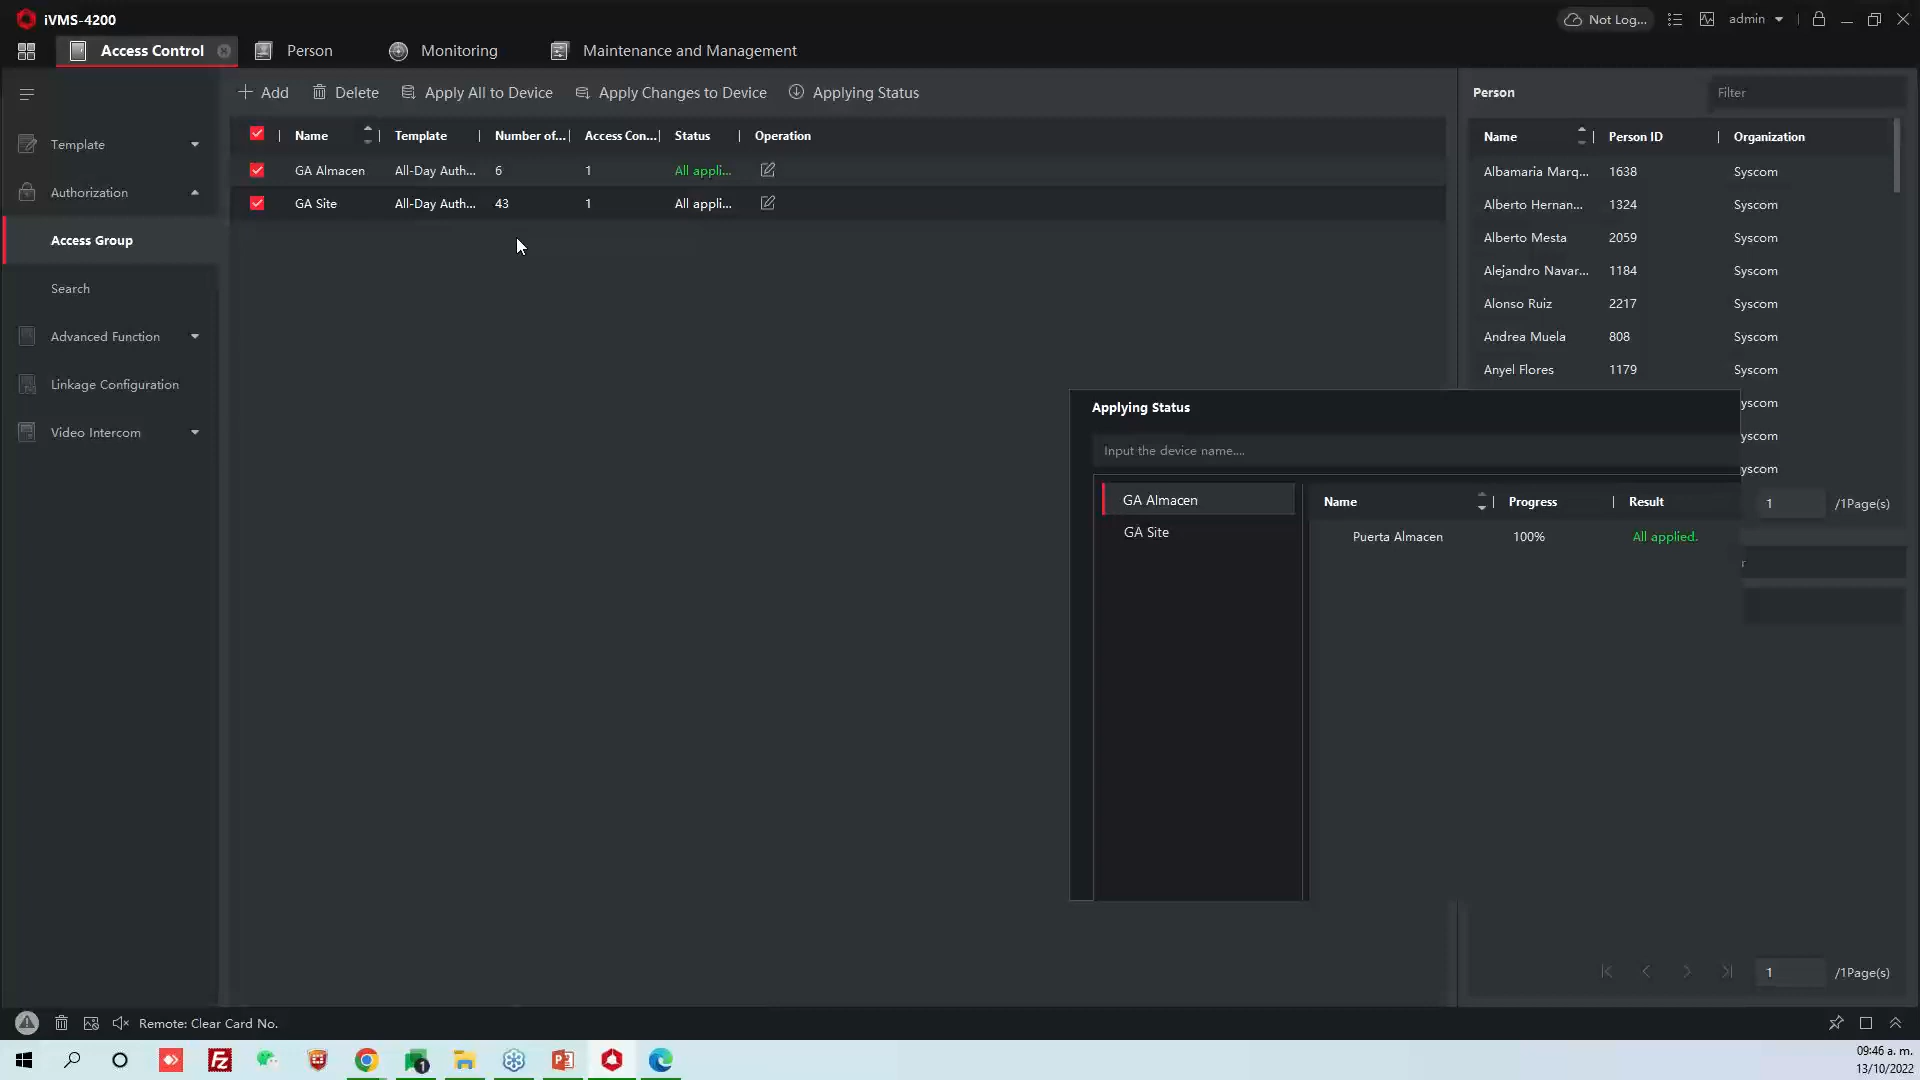 iVMS-4200
Not Log...
admin
Access Control
Person
Monitoring
Maintenance and Management
Template
Authorization
Access Group
Search
Advanced Function
Linkage Configuration
Video Intercom
Add Delete Apply All to Device Apply Changes to Device Applying Status
Name Template Number of... Access Con... Status Operation
GA Almacen All-Day Auth... 6 1 All appli...
GA Site All-Day Auth... 43 1 All appli...
Person
Filter
Name Person ID Organization
Albamaria Marq... 1638 Syscom
Alberto Hernan... 1324 Syscom
Alberto Mesta 2059 Syscom
Alejandro Navar... 1184 Syscom
Alonso Ruiz 2217 Syscom
Andrea Muela 808 Syscom
Anyel Flores 1179 Syscom
yscom
yscom
yscom
1 /1Page(s)
r
Applying Status
Input the device name....
GA Almacen
GA Site
Name Progress Result
Puerta Almacen 100% All applied.
1 /1Page(s)
Remote: Clear Card No.
1
09:46 a. m.
13/10/2022